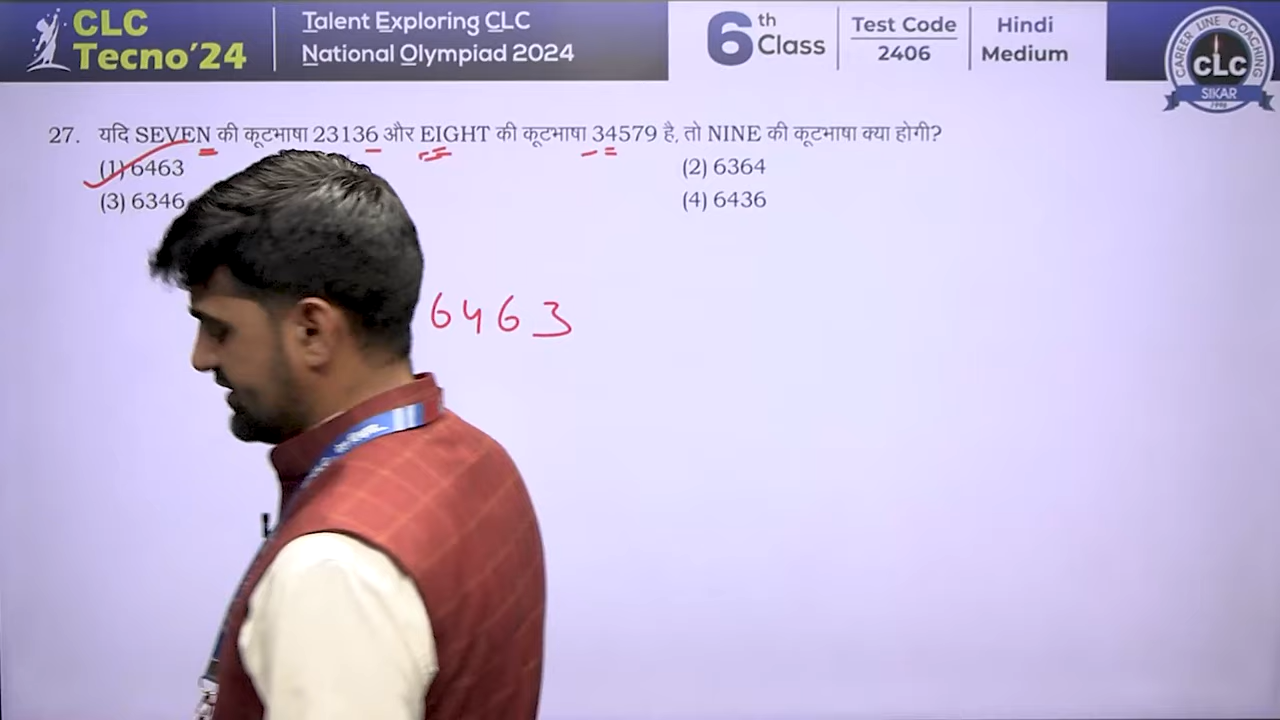 CLC
Tecno'24
Talent Exploring CLC
National Olympiad 2024
6th Class
Test Code
2406
Hindi
Medium
CAREER LINE COACHING
CLC
SIKAR
1996
27. यदि SEVEN की कूटभाषा 23136 और EIGHT की कूटभाषा 34579 है, तो NINE की कूटभाषा क्या होगी?
(1) 6463 (2) 6364
(3) 6346 (4) 6436
6463